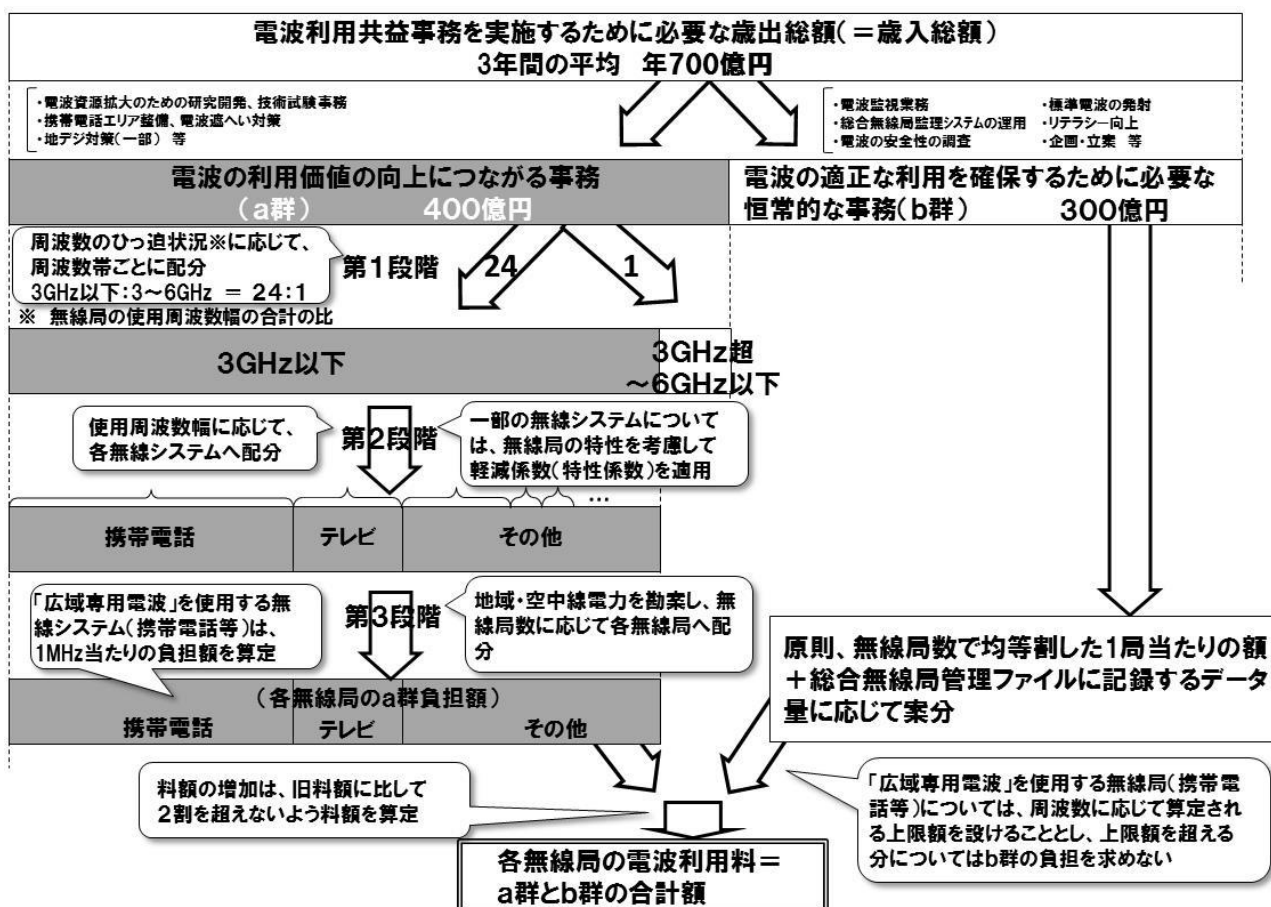 電波利用共益事務を実施するために必要な歳出総額(=歳入総額)
3年間の平均 年700億円
・電波資源拡大のための研究開発、技術試験事務
・携帯電話エリア整備、電波遮へい対策
・地デジ対策(一部) 等
・電波監視業務
・総合無線局監理システムの運用
・電波の安全性の調査
・標準電波の発射
・リテラシー向上
・企画・立案 等
電波の利用価値の向上につながる事務
(a群) 400億円
電波の適正な利用を確保するために必要な
恒常的な事務(b群) 300億円
周波数のひっ迫状況※に応じて、
周波数帯ごとに配分
3GHz以下:3~6GHz = 24:1
※ 無線局の使用周波数幅の合計の比
第1段階
24
1
3GHz以下
3GHz超
~6GHz以下
使用周波数幅に応じて、
各無線システムへ配分
第2段階
一部の無線システムについて
は、無線局の特性を考慮して
軽減係数(特性係数)を適用
…
携帯電話
テレビ
その他
「広域専用電波」を使用する無
線システム(携帯電話等)は、
1MHz当たりの負担額を算定
第3段階
地域・空中線電力を勘案し、無
線局数に応じて各無線局へ配
分
(各無線局のa群負担額)
携帯電話
テレビ
その他
原則、無線局数で均等割した1局当たりの額
+総合無線局管理ファイルに記録するデータ
量に応じて案分
料額の増加は、旧料額に比して
2割を超えないよう料額を算定
「広域専用電波」を使用する無線局(携帯電
話等)については、周波数に応じて算定され
る上限額を設けることとし、上限額を超える
分についてはb群の負担を求めない
各無線局の電波利用料=
a群とb群の合計額